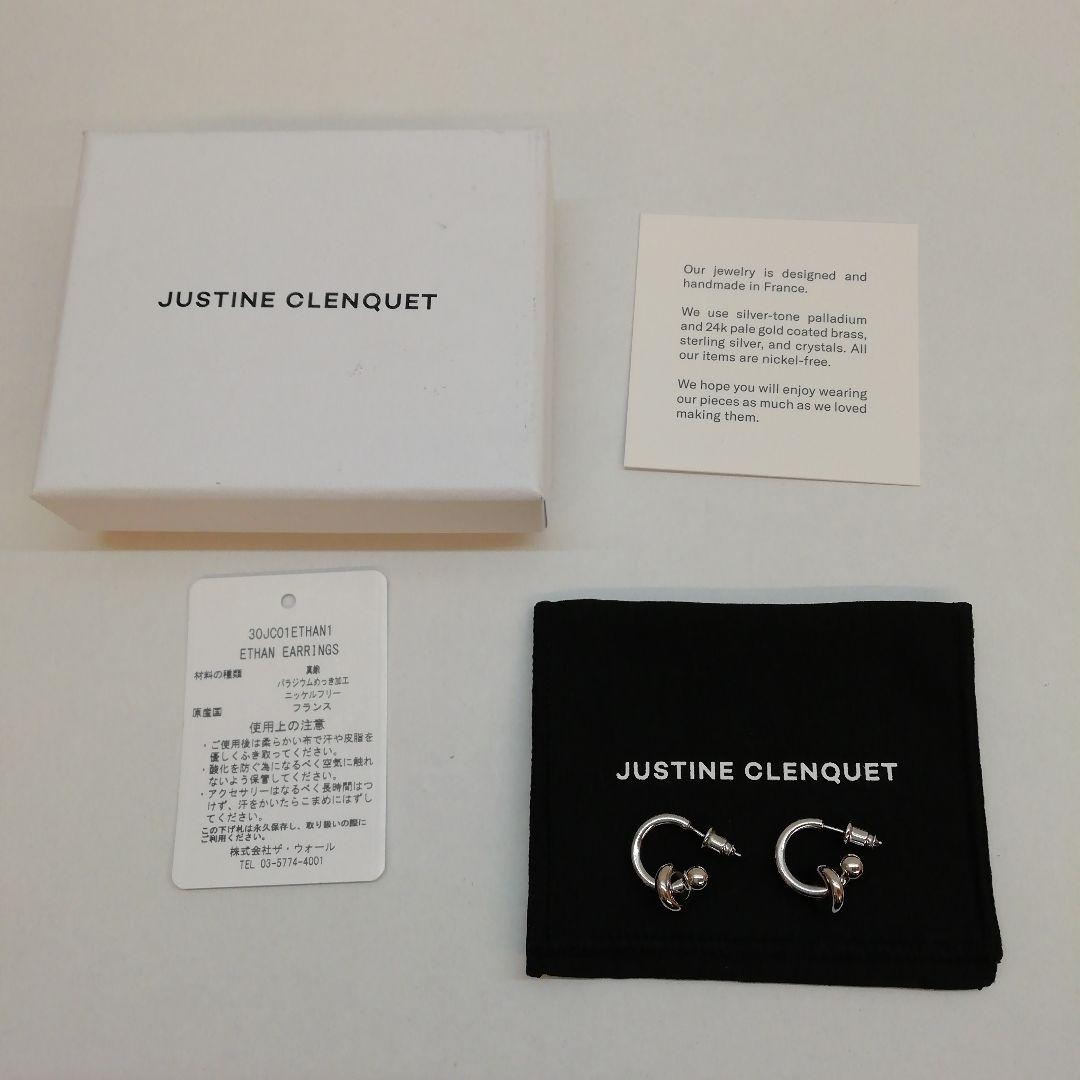 JUSTINE CLENQUET
Our jewelry is designed and
handmade in France.
We use silver-tone palladium
and 24k pale gold coated brass,
sterling silver, and crystals. All
our items are nickel-free.
We hope you will enjoy wearing
our pieces as much as we loved
making them.
30JC01ETHAN1
ETHAN EARRINGS
材料の種類 真鍮
パラジウムめっき加工
ニッケルフリー
原産国 フランス
使用上の注意
・ご使用後は柔らかい布で汗や皮脂を
優しくふき取ってください。
・酸化を防ぐ為になるべく空気に触れ
ないよう保管してください。
・アクセサリーはなるべく長時間はつ
けず、汗をかいたらこまめにはずし
てください。
この下げ札は永久保存し、取り扱いの際に
ご利用ください。
株式会社ザ・ウォール
TEL 03-5774-4001
JUSTINE CLENQUET